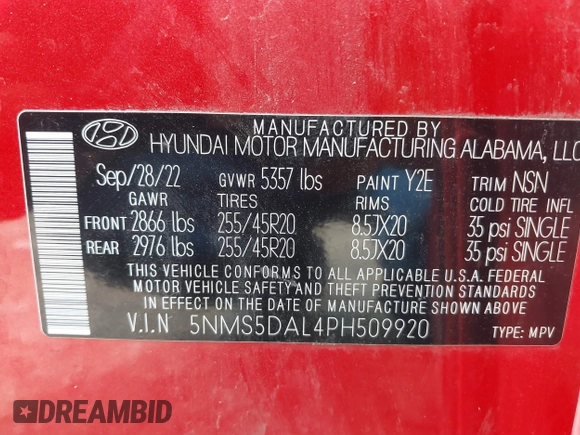 MANUFACTURED BY
HYUNDAI MOTOR MANUFACTURING ALABAMA, LLC
Sep/28/22 GVWR 5357 lbs PAINT Y2E TRIM NSN
GAWR TIRES RIMS COLD TIRE INFL
FRONT 2866 lbs 255/45R20 8.5JX20 35 psi SINGLE
REAR 2976 lbs 255/45R20 8.5JX20 35 psi SINGLE
THIS VEHICLE CONFORMS TO ALL APPLICABLE U.S.A. FEDERAL
MOTOR VEHICLE SAFETY AND THEFT PREVENTION STANDARDS
IN EFFECT ON THE DATE OF MANUFACTURE SHOWN ABOVE
V.I.N 5NMS5DAL4PH509920 TYPE: MPV
DREAMBID